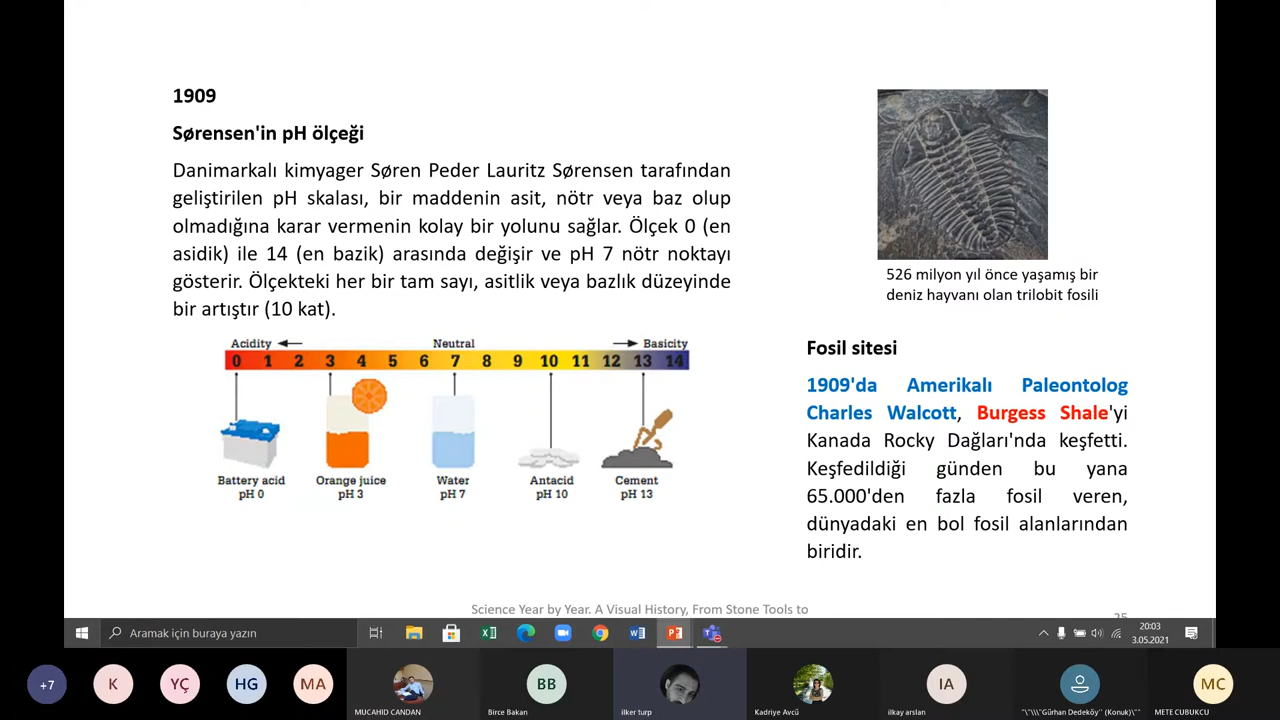 1909
Sørensen'in pH ölçeği
Danimarkalı kimyager Søren Peder Lauritz Sørensen tarafından
geliştirilen pH skalası, bir maddenin asit, nötr veya baz olup
olmadığına karar vermenin kolay bir yolunu sağlar. Ölçek 0 (en
asidik) ile 14 (en bazik) arasında değişir ve pH 7 nötr noktayı
gösterir. Ölçekteki her bir tam sayı, asitlik veya bazlık düzeyinde
bir artıştır (10 kat).
Acidity Neutral Basicity
0 1 2 3 4 5 6 7 8 9 10 11 12 13 14
Battery acid Orange juice Water Antacid Cement
pH 0 pH 3 pH 7 pH 10 pH 13
526 milyon yıl önce yaşamış bir
deniz hayvanı olan trilobit fosili
Fosil sitesi
1909'da Amerikalı Paleontolog
Charles Walcott, Burgess Shale'yi
Kanada Rocky Dağları'nda keşfetti.
Keşfedildiği günden bu yana
65.000'den fazla fosil veren,
dünyadaki en bol fosil alanlarından
biridir.
Science Year by Year. A Visual History, From Stone Tools to
Aramak için buraya yazın
20:03
3.05.2021
+7 K YÇ HG MA BB IA MC
MUCAHID CANDAN Birce Bakan ilker turp Kadriye Avcü ilkay arslan "\"\\\"Gürhan Dedeköy" (Konuk)\"" METE CUBUKCU